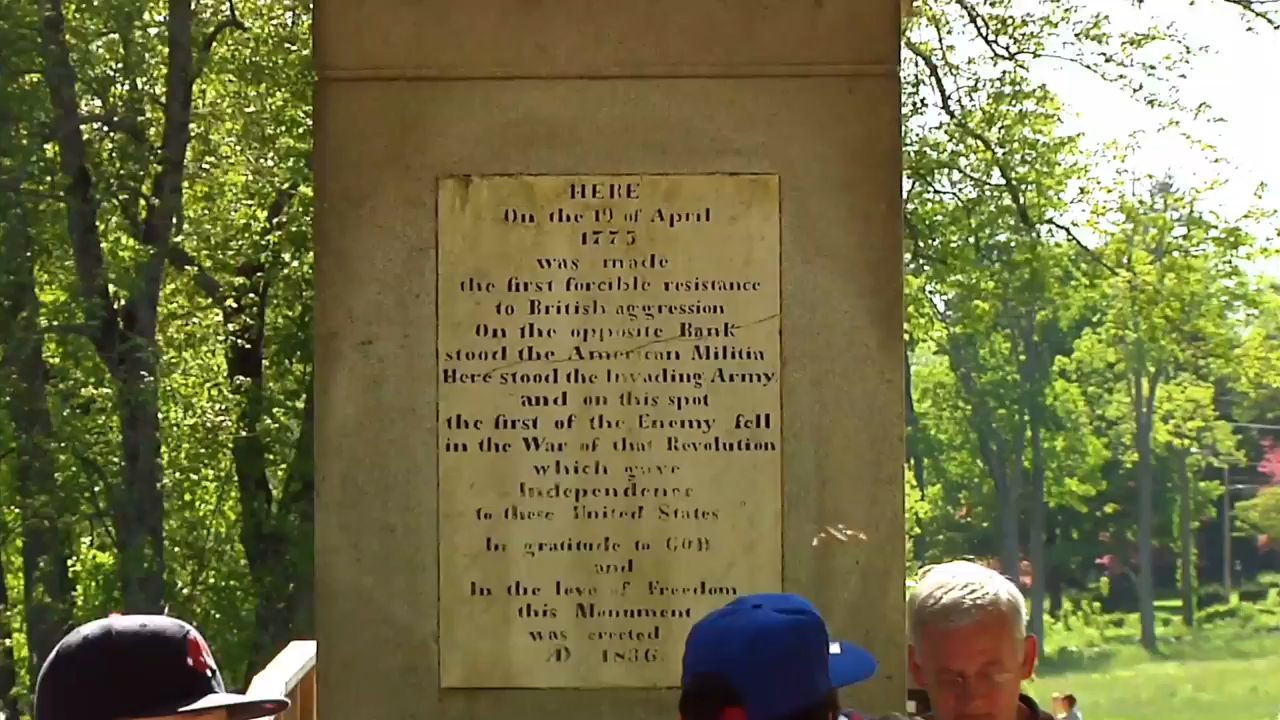 HERE
On the 19 of April
1775
was made
the first forcible resistance
to British aggression
On the opposite Bank
stood the American Militia
Here stood the Invading Army
and on this spot
the first of the Enemy fell
in the War of that Revolution
which gave
Independence
to these United States
In gratitude to GOD
and
In the love of Freedom
this Monument
was erected
AD 1836.